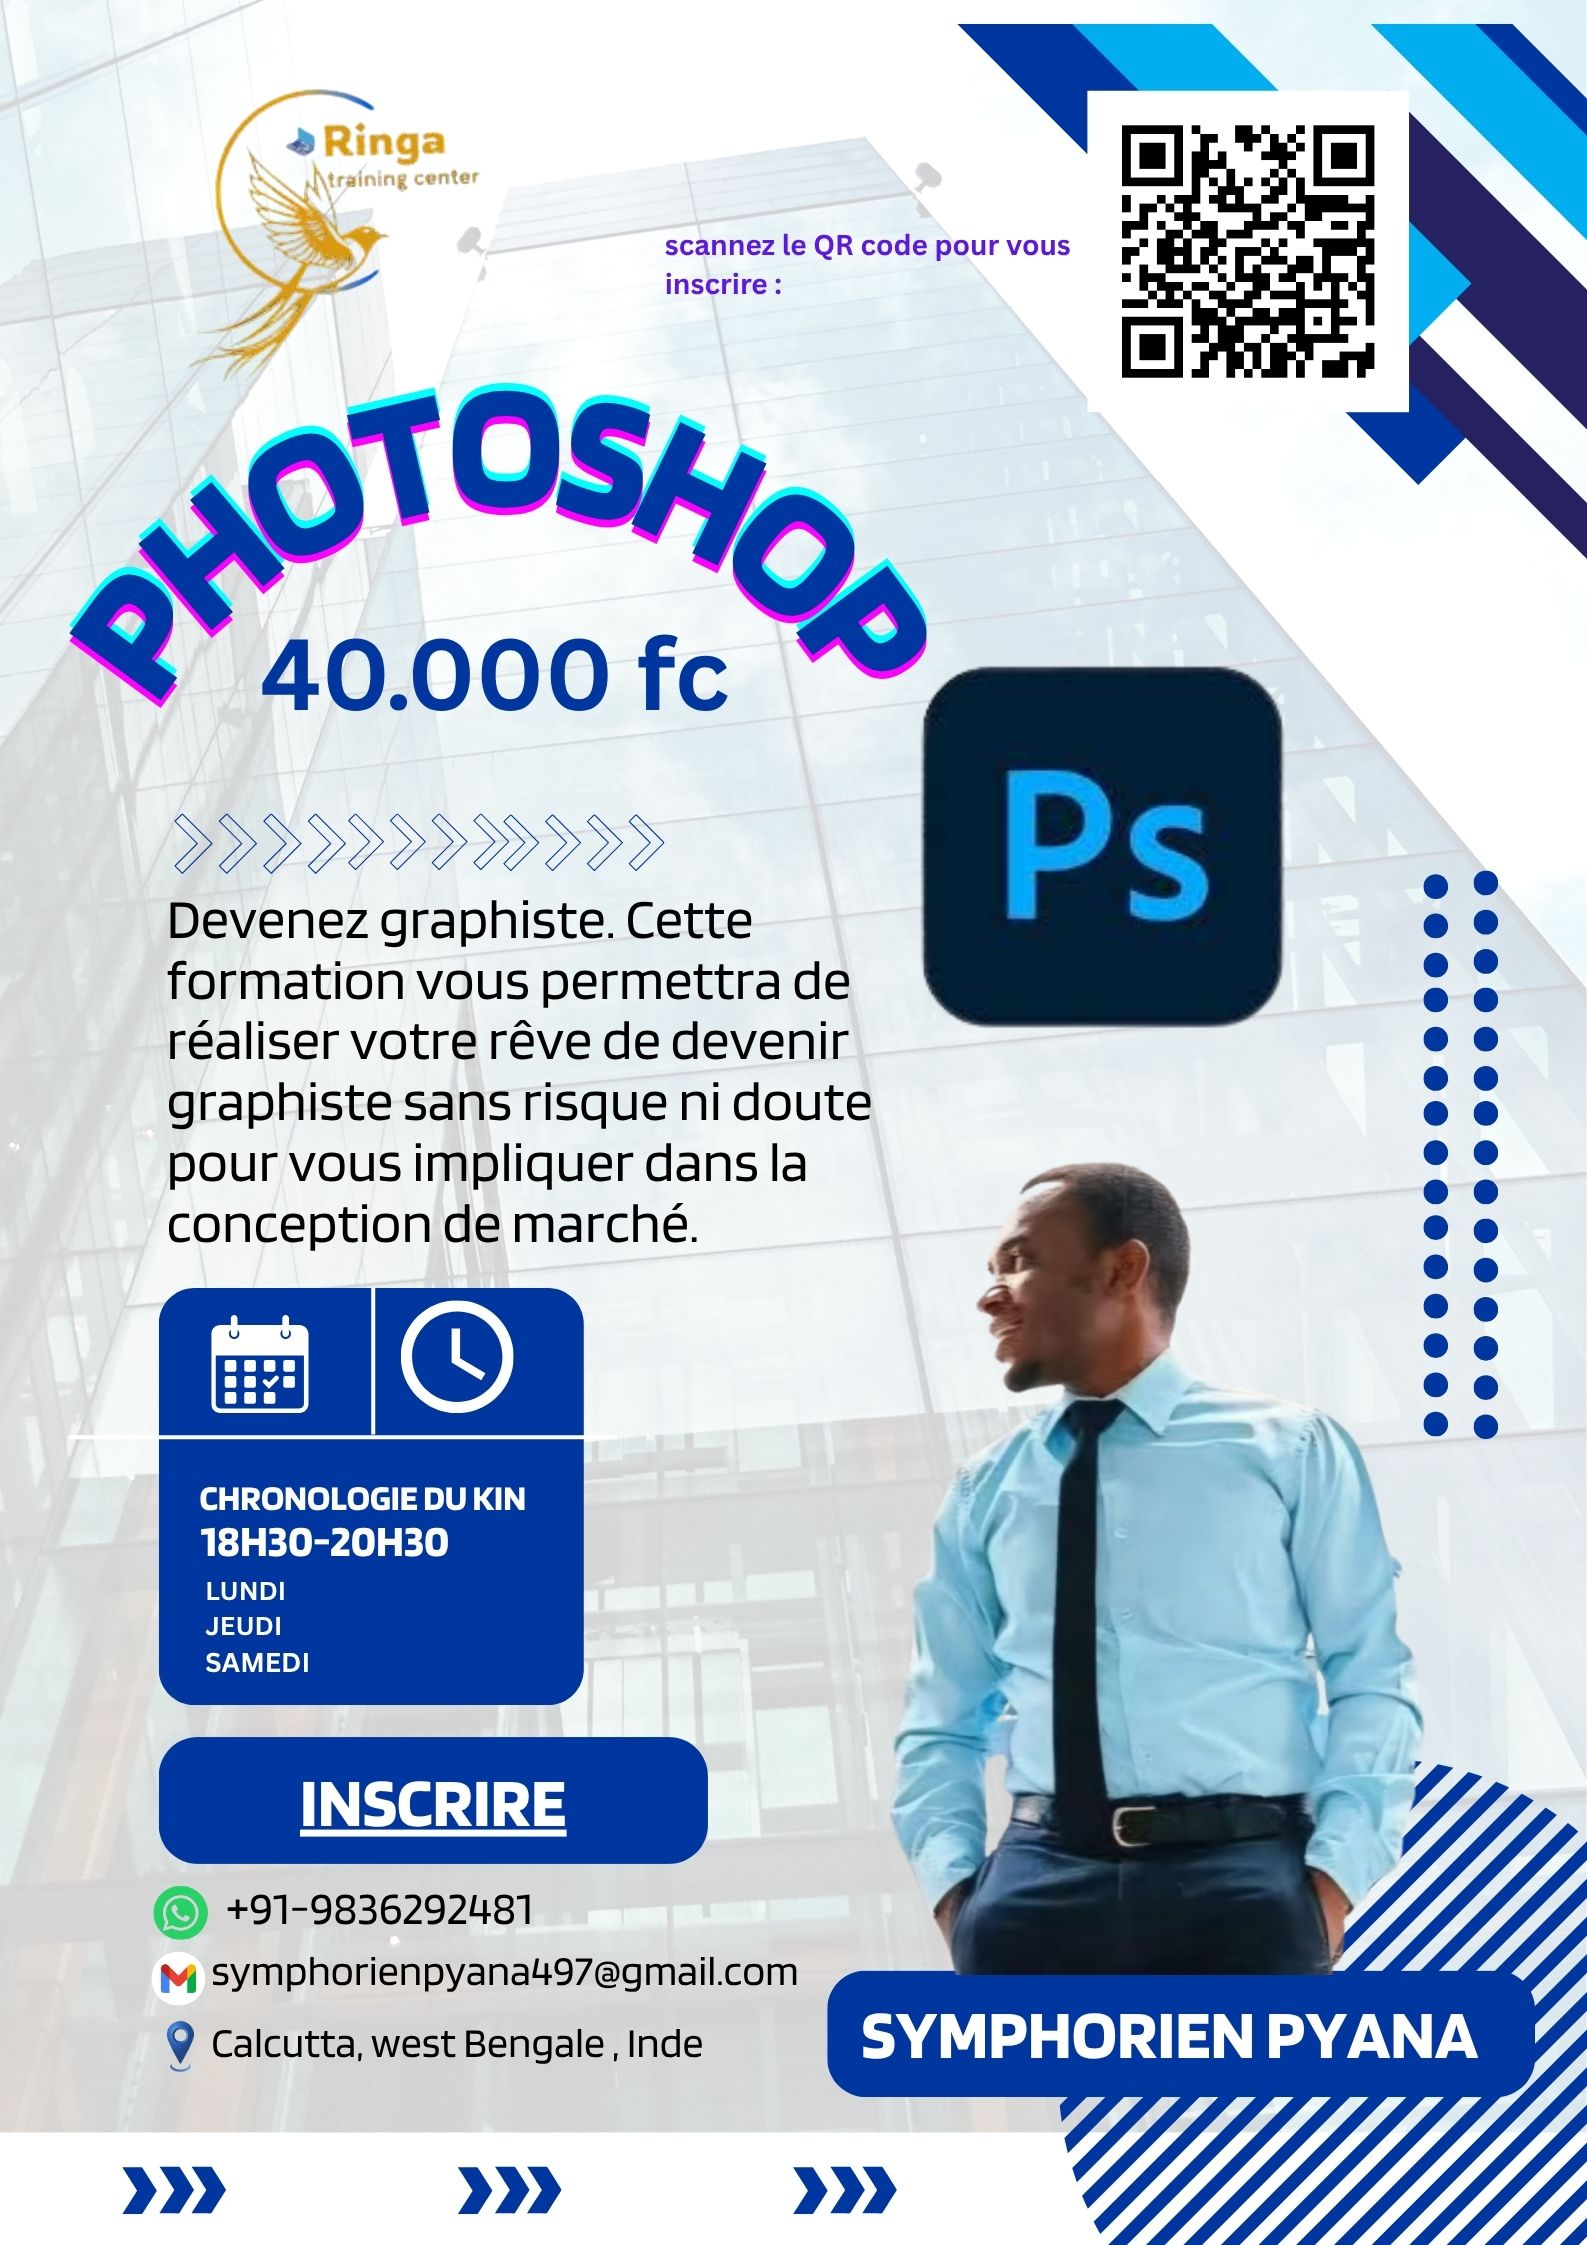 Ringa
training center
scannez le QR code pour vous
inscrire :
PHOTOSHOP
40.000 fc
Ps
Devenez graphiste. Cette
formation vous permettra de
réaliser votre rêve de devenir
graphiste sans risque ni doute
pour vous impliquer dans la
conception de marché.
CHRONOLOGIE DU KIN
18H30-20H30
LUNDI
JEUDI
SAMEDI
INSCRIRE
+91-9836292481
symphorienpyana497@gmail.com
Calcutta, west Bengale , Inde
SYMPHORIEN PYANA